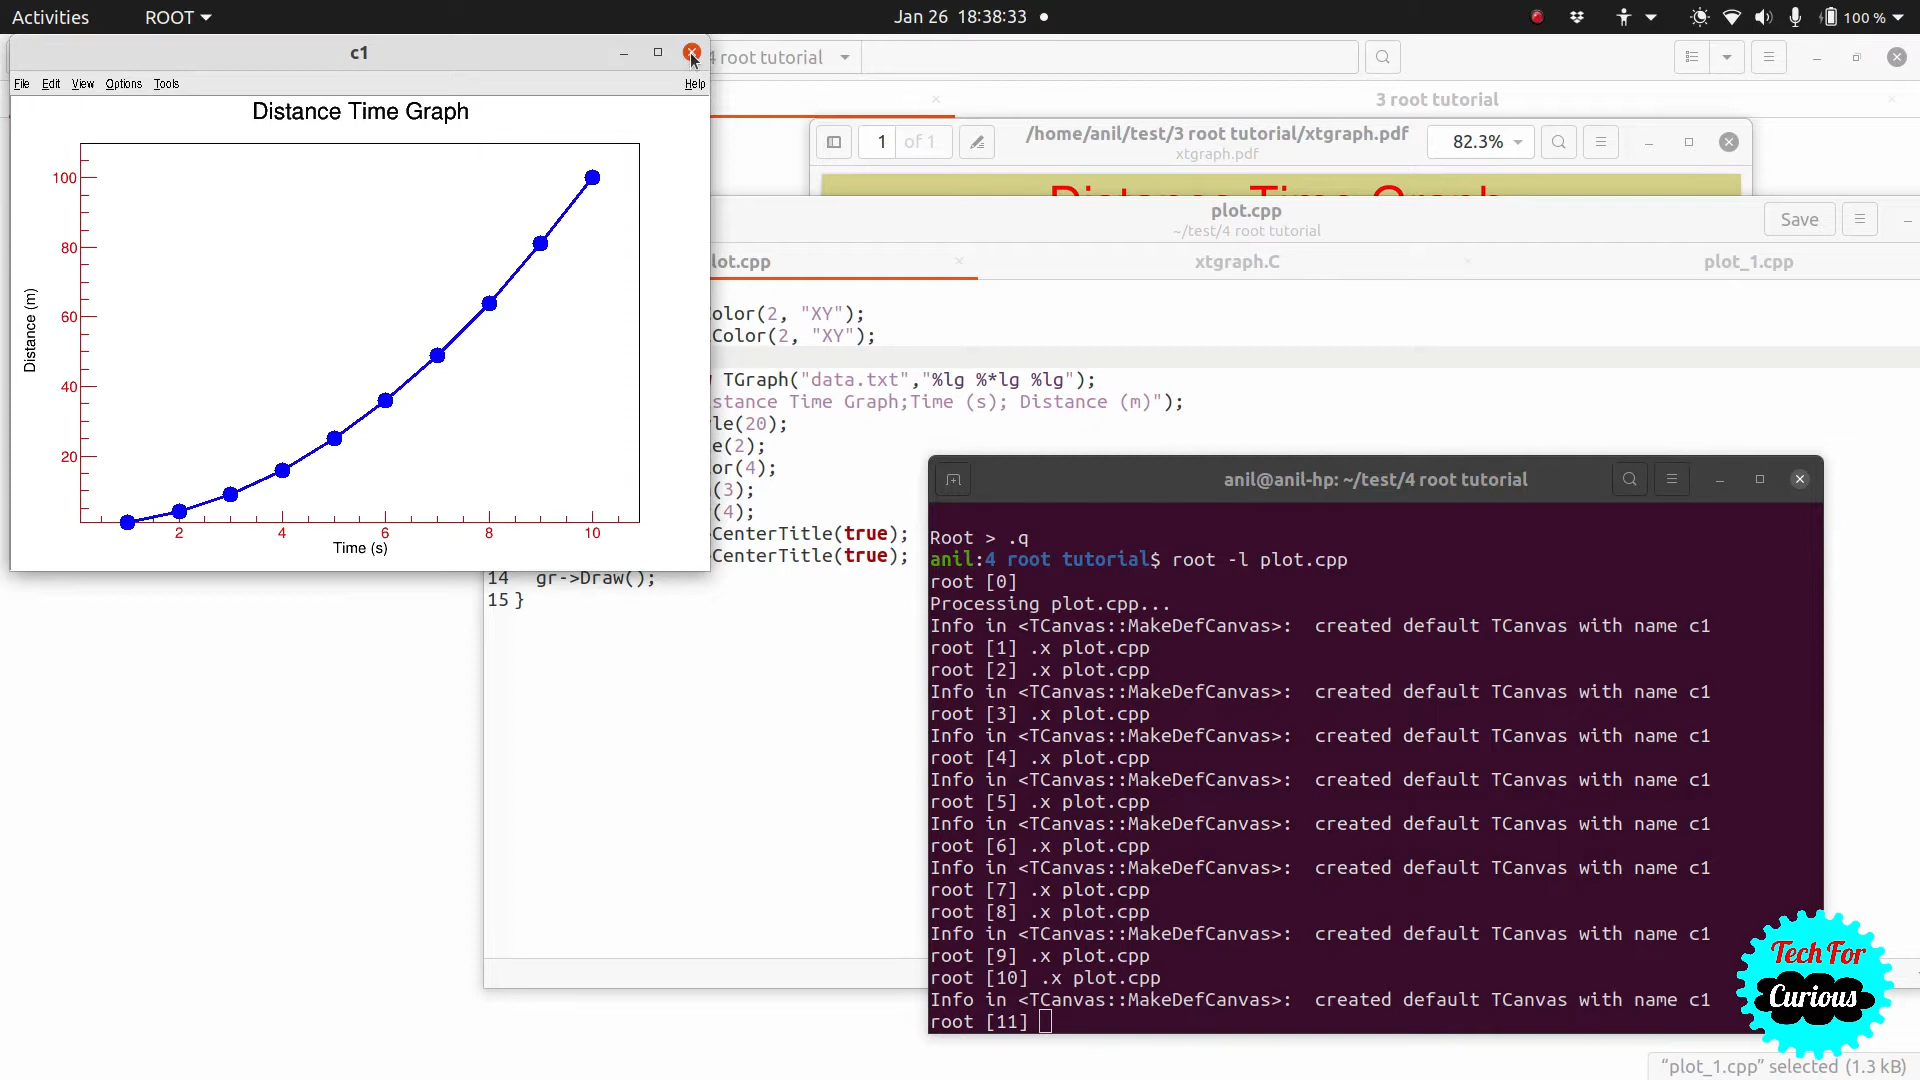 Activities
ROOT
Jan 26 18:38:33
100 %
c1
4 root tutorial
File Edit View Options Tools
Help
3 root tutorial
Distance Time Graph
100
80
60
40
20
Distance (m)
2 4 6 8 10
Time (s)
1 of 1
/home/anil/test/3 root tutorial/xtgraph.pdf
xtgraph.pdf
82.3%
Distance Time Graph
plot.cpp
~/test/4 root tutorial
Save
lot.cpp
xtgraph.C
plot_1.cpp
olor(2, "XY");
Color(2, "XY");
TGraph("data.txt","%lg %*lg %lg");
stance Time Graph;Time (s); Distance (m)");
le(20);
e(2);
or(4);
(3);
(4);
CenterTitle(true);
CenterTitle(true);
14 gr->Draw();
15 }
anil@anil-hp: ~/test/4 root tutorial
Root > .q
anil:4 root tutorial$ root -l plot.cpp
root [0]
Processing plot.cpp...
Info in <TCanvas::MakeDefCanvas>:  created default TCanvas with name c1
root [1] .x plot.cpp
root [2] .x plot.cpp
Info in <TCanvas::MakeDefCanvas>:  created default TCanvas with name c1
root [3] .x plot.cpp
Info in <TCanvas::MakeDefCanvas>:  created default TCanvas with name c1
root [4] .x plot.cpp
Info in <TCanvas::MakeDefCanvas>:  created default TCanvas with name c1
root [5] .x plot.cpp
Info in <TCanvas::MakeDefCanvas>:  created default TCanvas with name c1
root [6] .x plot.cpp
Info in <TCanvas::MakeDefCanvas>:  created default TCanvas with name c1
root [7] .x plot.cpp
root [8] .x plot.cpp
Info in <TCanvas::MakeDefCanvas>:  created default TCanvas with name c1
root [9] .x plot.cpp
root [10] .x plot.cpp
Info in <TCanvas::MakeDefCanvas>:  created default TCanvas with name c1
root [11]
Tech For
Curious
"plot_1.cpp" selected (1.3 kB)